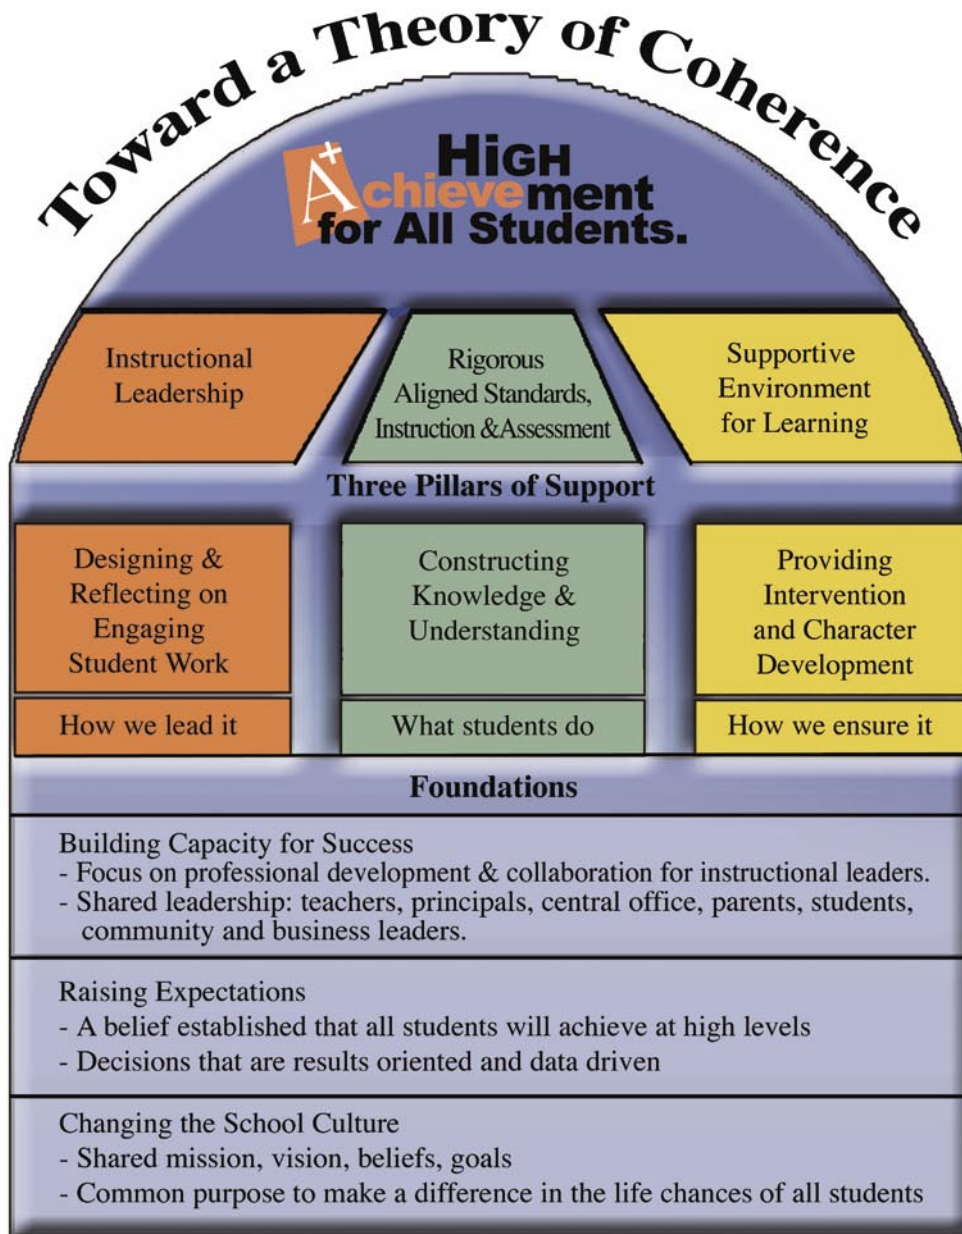 Toward a Theory of Coherence
HiGH
A+ chievement
for All Students.
Instructional
Leadership
Rigorous
Aligned Standards,
Instruction &Assessment
Supportive
Environment
for Learning
Three Pillars of Support
Designing &
Reflecting on
Engaging
Student Work
Constructing
Knowledge &
Understanding
Providing
Intervention
and Character
Development
How we lead it
What students do
How we ensure it
Foundations
Building Capacity for Success
- Focus on professional development & collaboration for instructional leaders.
- Shared leadership: teachers, principals, central office, parents, students,
community and business leaders.
Raising Expectations
- A belief established that all students will achieve at high levels
- Decisions that are results oriented and data driven
Changing the School Culture
- Shared mission, vision, beliefs, goals
- Common purpose to make a difference in the life chances of all students